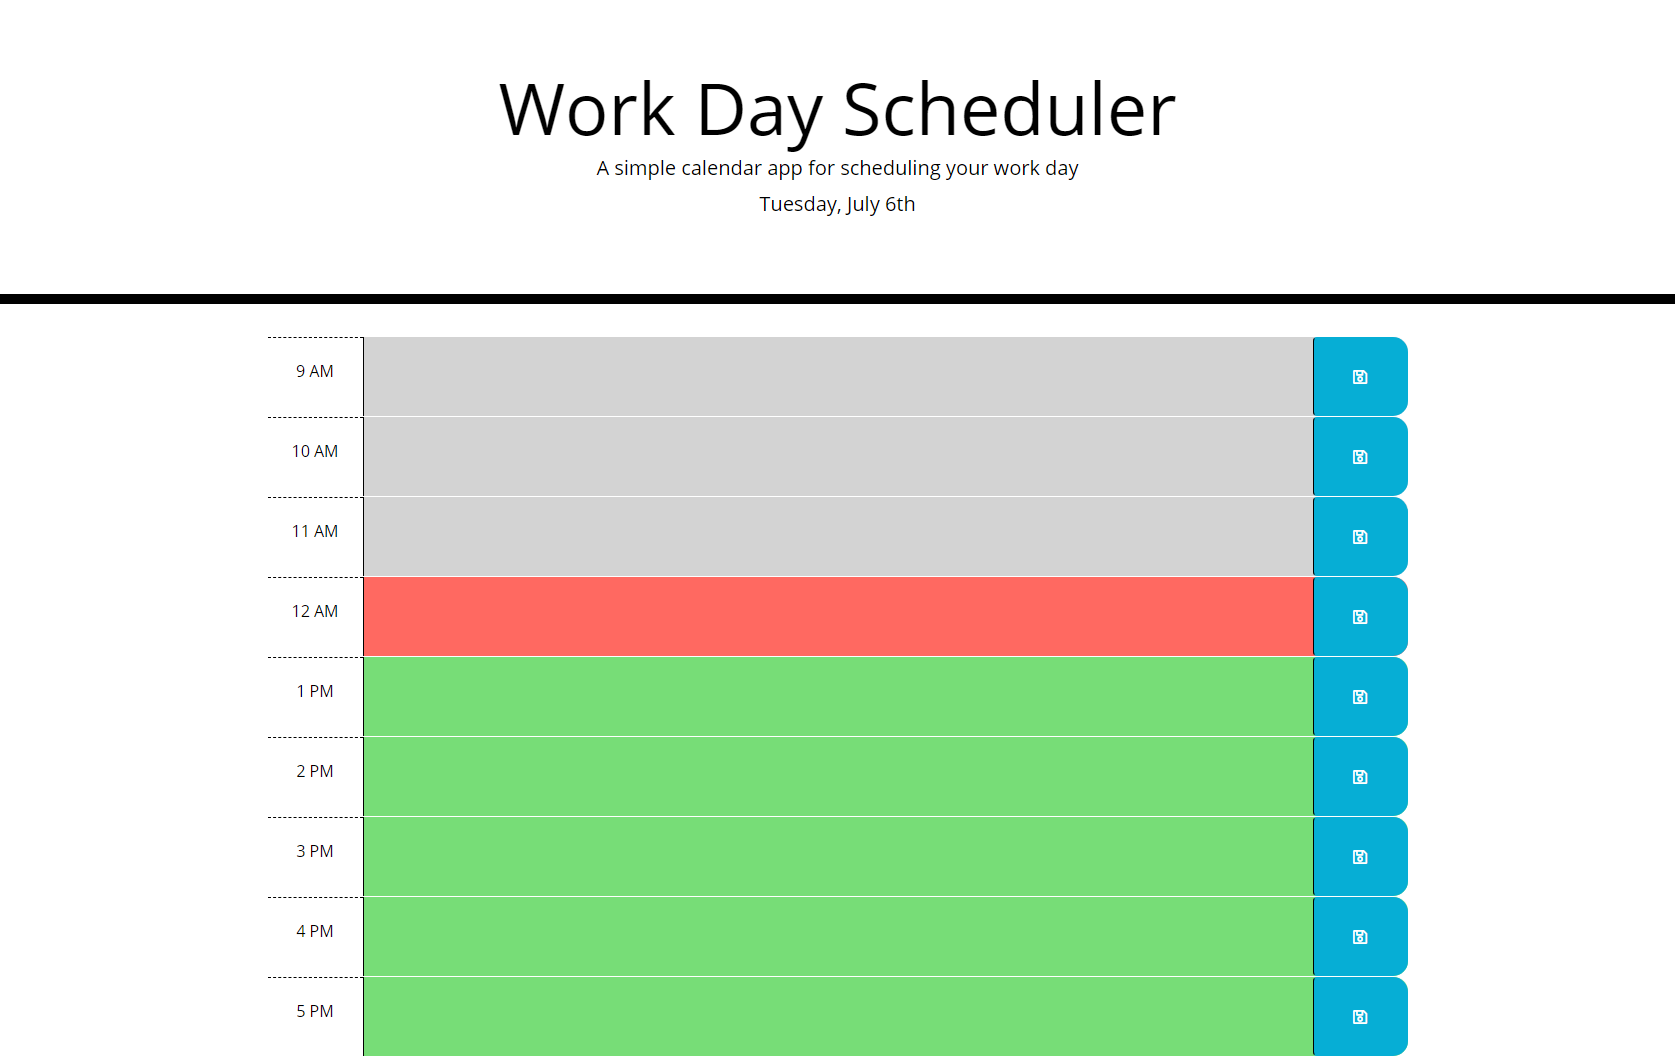 Work Day Scheduler
A simple calendar app for scheduling your work day
Tuesday, July 6th
9 AM
10 AM
11 AM
12 AM
1 PM
2 PM
3 PM
4 PM
5 PM